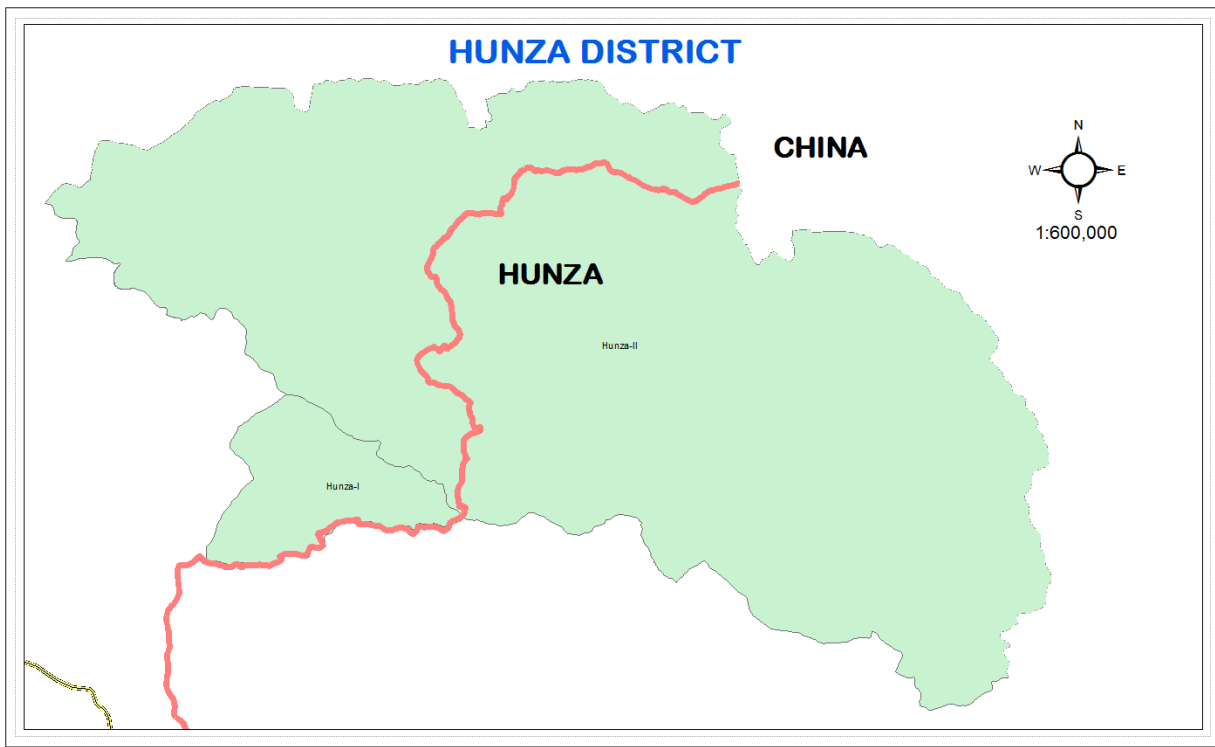 HUNZA DISTRICT
CHINA
N
W E
S
1:600,000
HUNZA
Hunza-II
Hunza-I